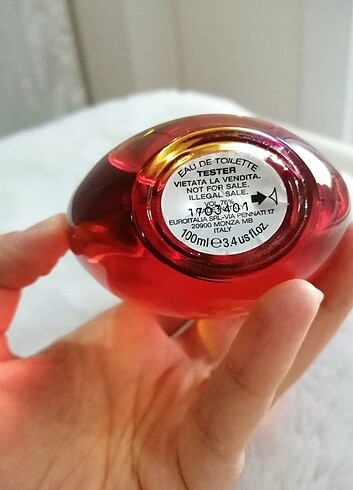 EAU DE TOILETTE
TESTER
VIETATA LA VENDITA.
NOT FOR SALE.
ILLEGAL SALE.
VOL 76%
1703401
EUROITALIA SRL-VIA PENNATI 17
20900 MONZA MB
ITALY
100ml℮3.4us fl.oz.